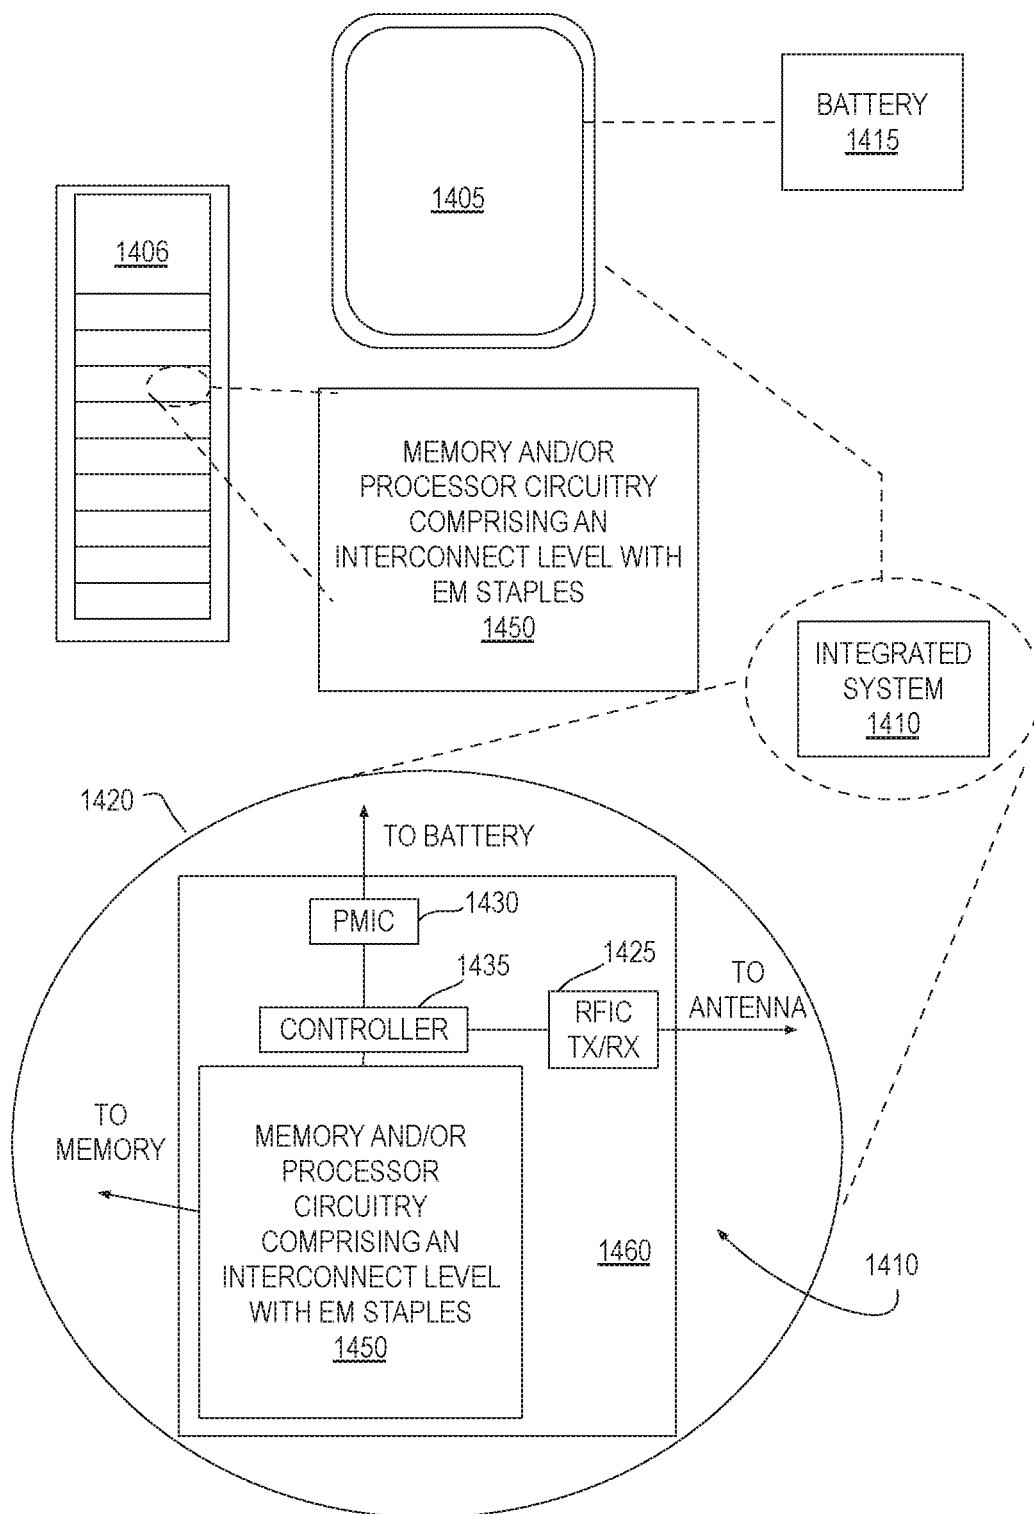 1405
BATTERY
1415
1406
MEMORY AND/OR
PROCESSOR CIRCUITRY
COMPRISING AN
INTERCONNECT LEVEL WITH
EM STAPLES
1450
INTEGRATED
SYSTEM
1410
1420
TO BATTERY
PMIC
1430
1435
1425
CONTROLLER
RFIC
TX/RX
TO
ANTENNA
TO
MEMORY
MEMORY AND/OR
PROCESSOR
CIRCUITRY
COMPRISING AN
INTERCONNECT LEVEL
WITH EM STAPLES
1450
1460
1410